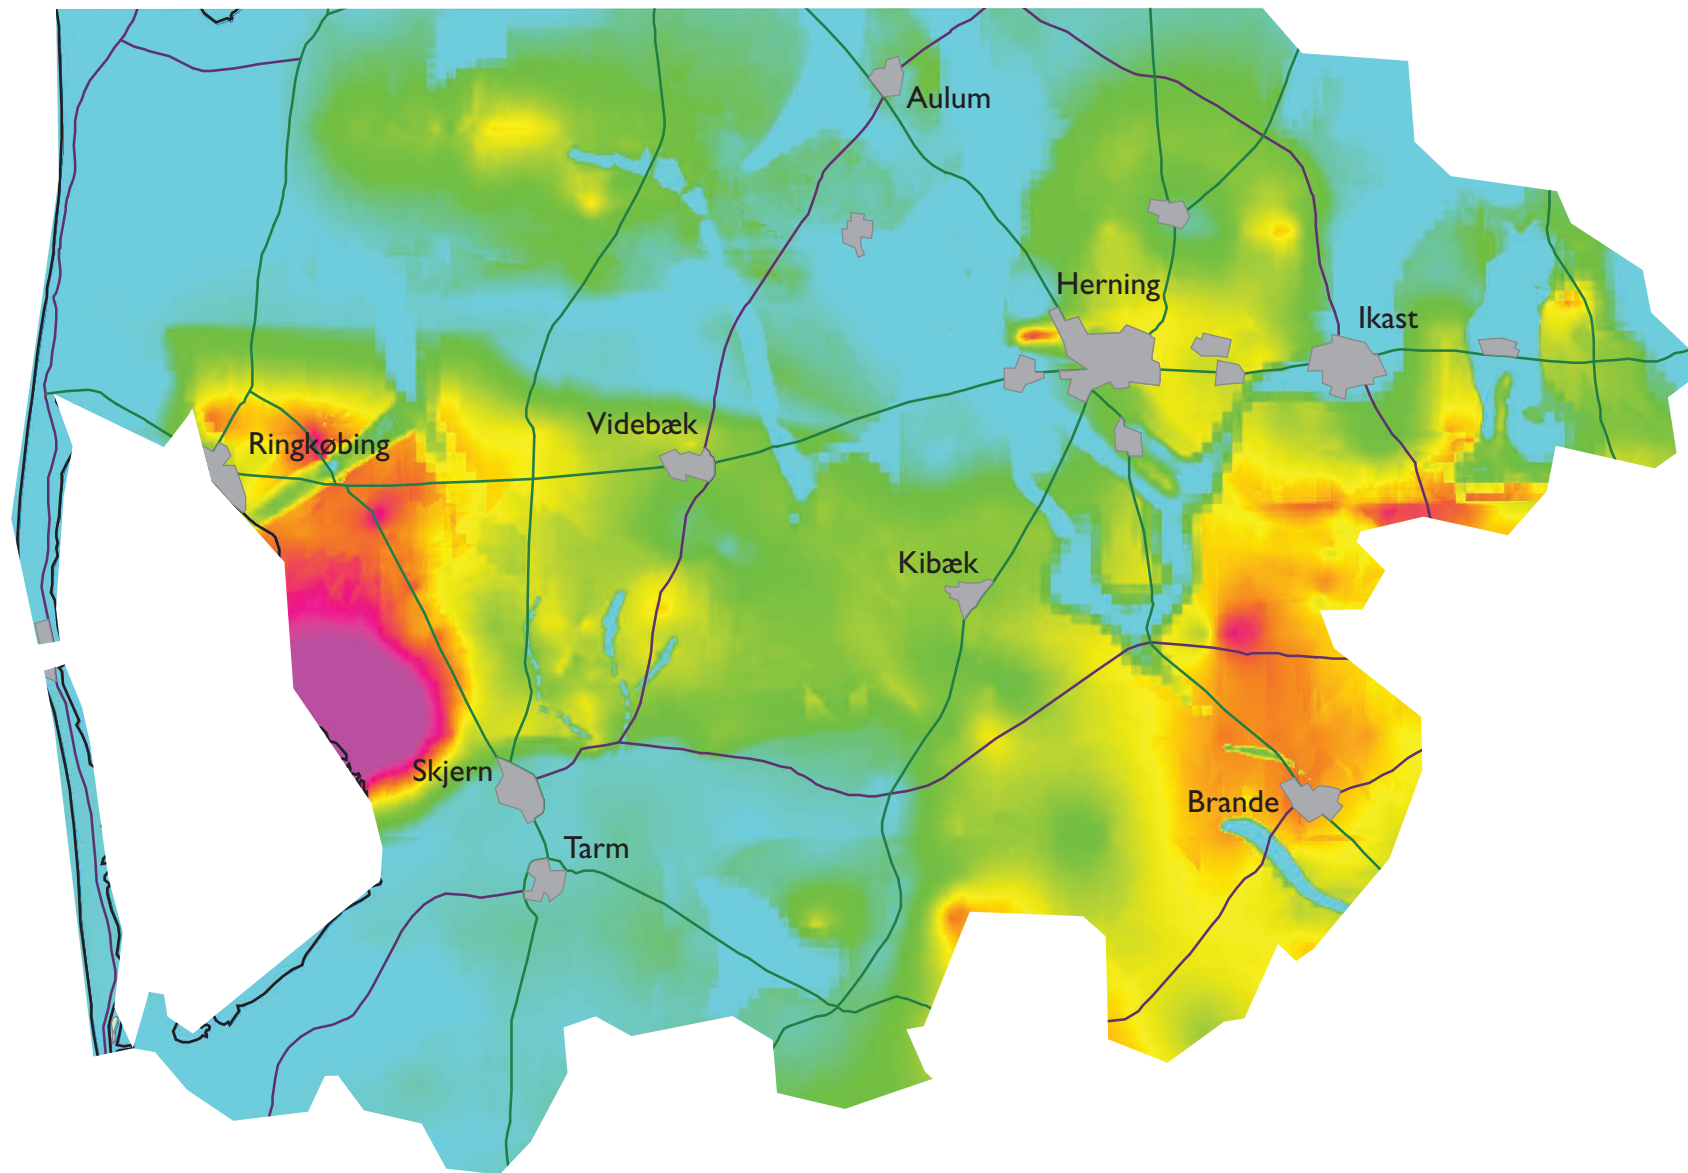 Aulum
Herning
Ikast
Ringkøbing
Videbæk
Kibæk
Skjern
Brande
Tarm